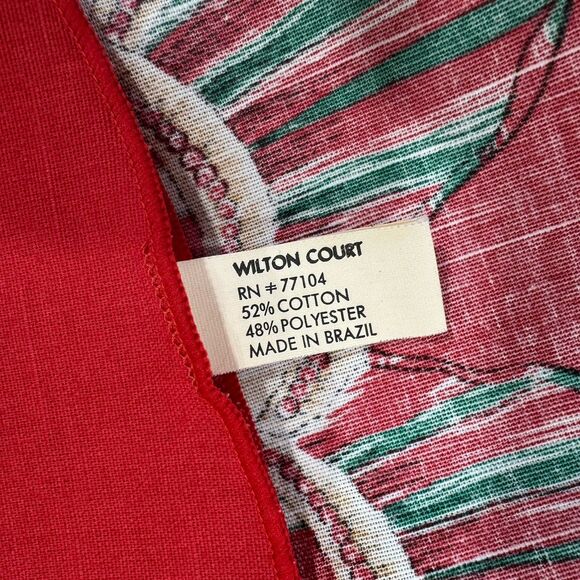 WILTON COURT
RN #77104
52% COTTON
48% POLYESTER
MADE IN BRAZIL